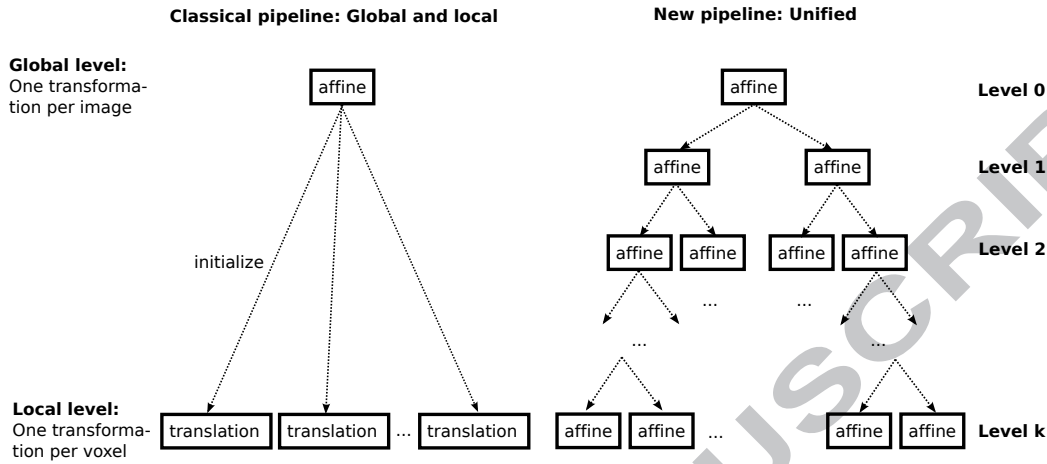 Classical pipeline: Global and local
New pipeline: Unified
Global level:
One transforma-
tion per image
affine
affine
Level 0
affine
affine
Level 1
initialize
affine
affine
affine
affine
Level 2
...
...
...
...
Local level:
One transforma-
tion per voxel
translation
translation
...
translation
affine
affine
...
affine
affine
Level k